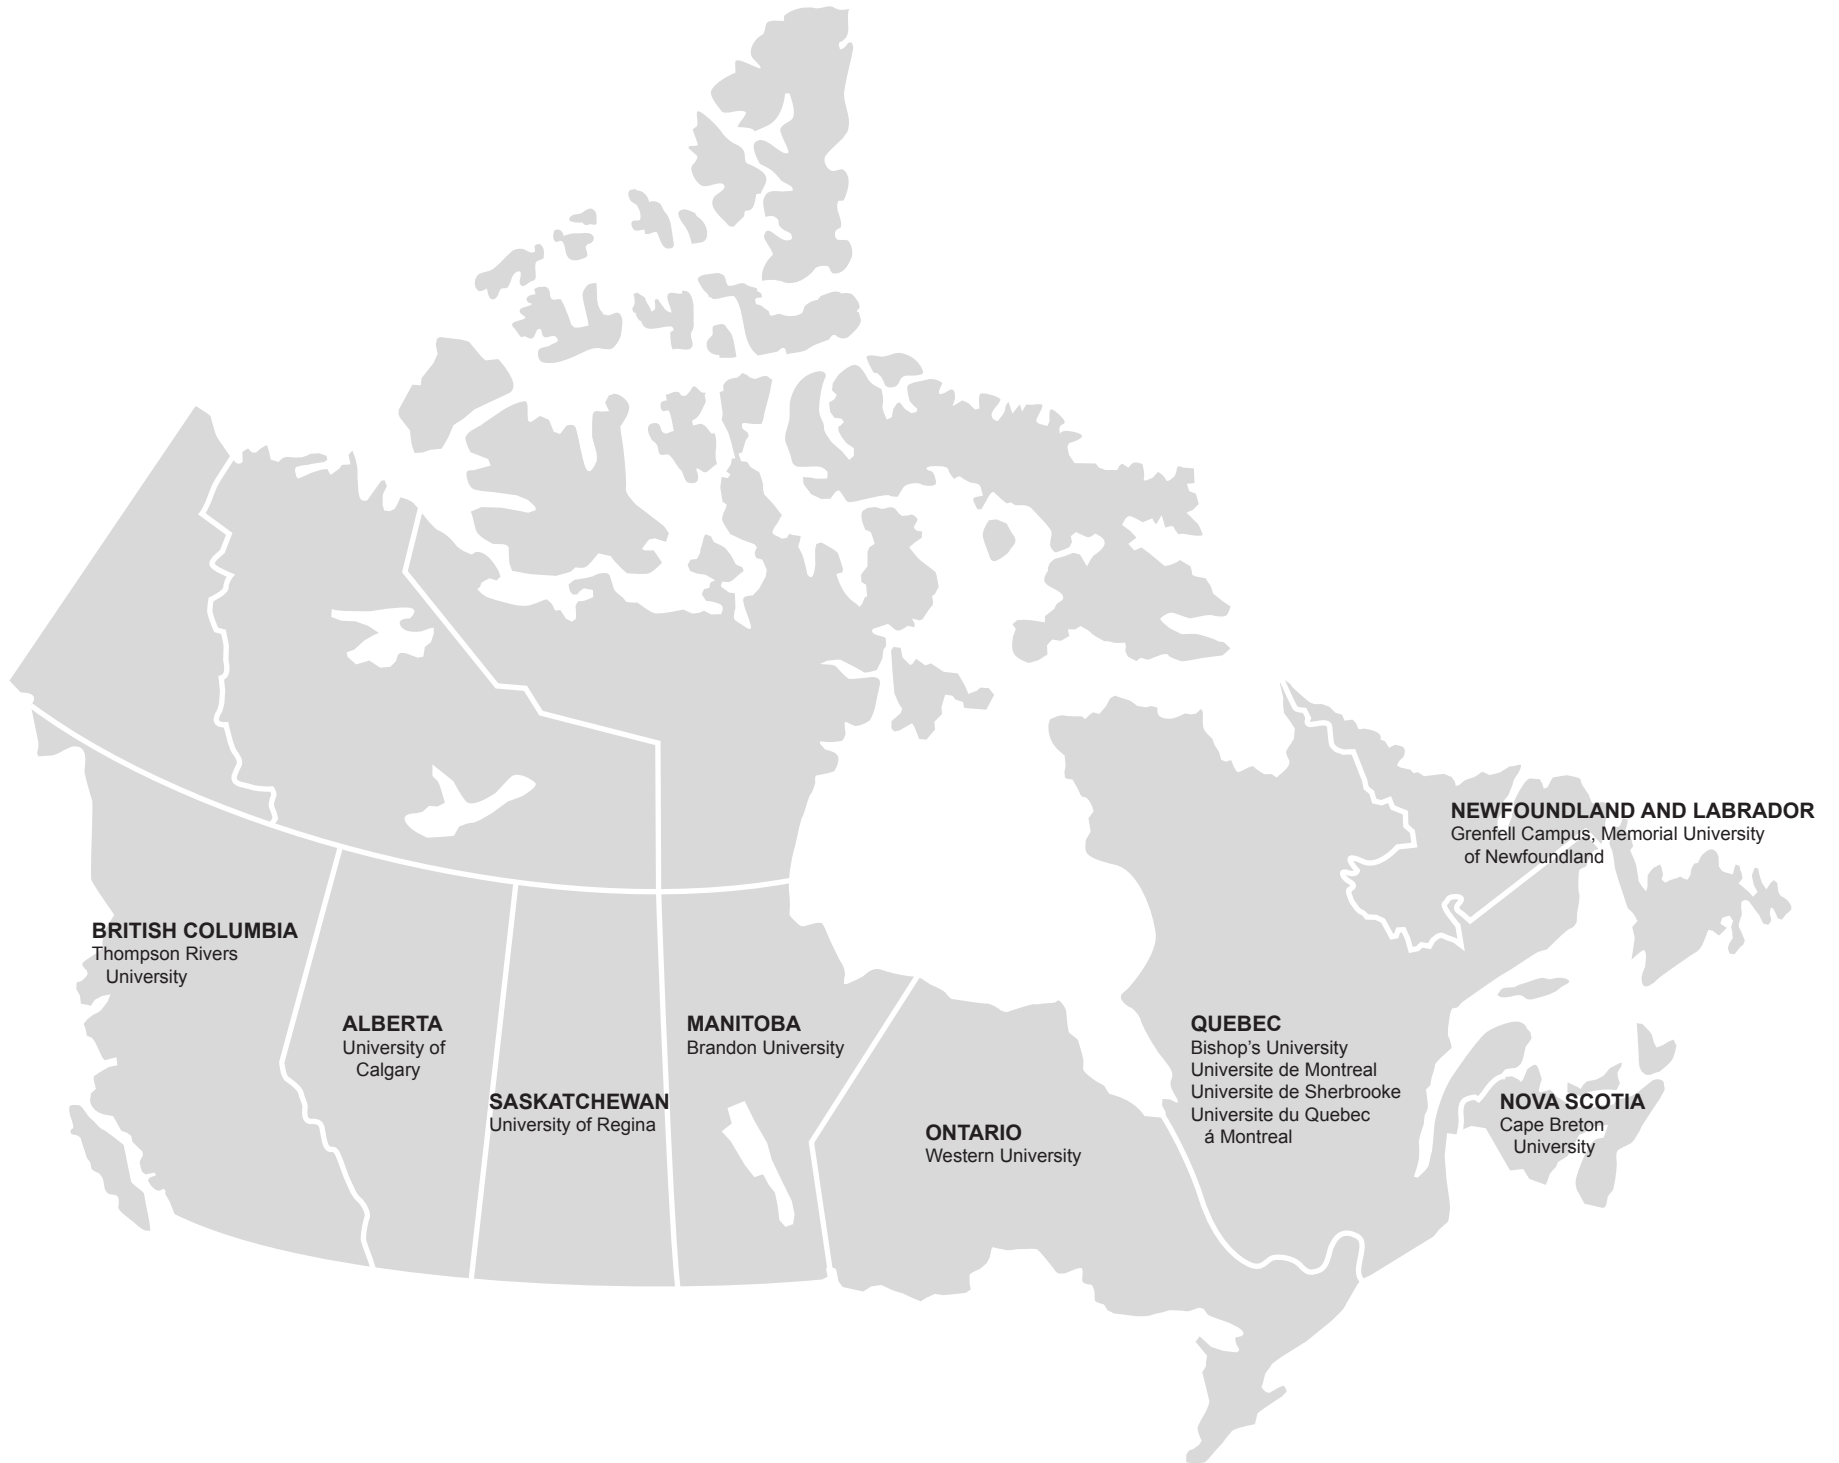 NEWFOUNDLAND AND LABRADOR
Grenfell Campus, Memorial University
of Newfoundland
BRITISH COLUMBIA
Thompson Rivers
University
ALBERTA
University of
Calgary
SASKATCHEWAN
University of Regina
MANITOBA
Brandon University
ONTARIO
Western University
QUEBEC
Bishop's University
Universite de Montreal
Universite de Sherbrooke
Universite du Quebec
á Montreal
NOVA SCOTIA
Cape Breton
University